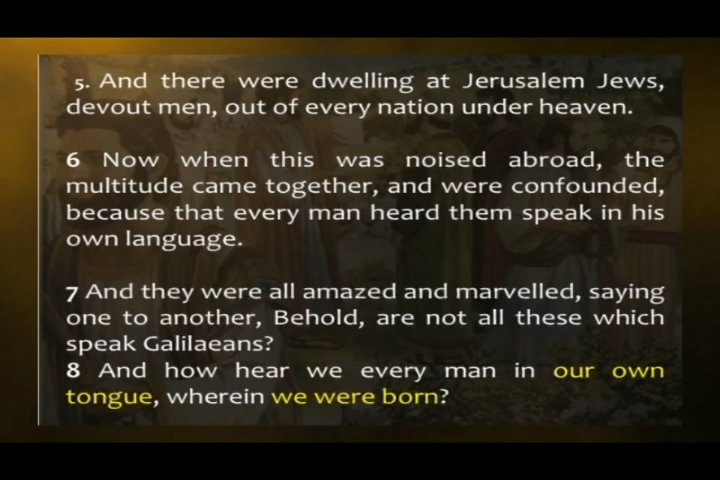 5. And there were dwelling at Jerusalem Jews,
devout men, out of every nation under heaven.
6 Now when this was noised abroad, the
multitude came together, and were confounded,
because that every man heard them speak in his
own language.
7 And they were all amazed and marvelled, saying
one to another, Behold, are not all these which
speak Galilaeans?
8 And how hear we every man in our own
tongue, wherein we were born?